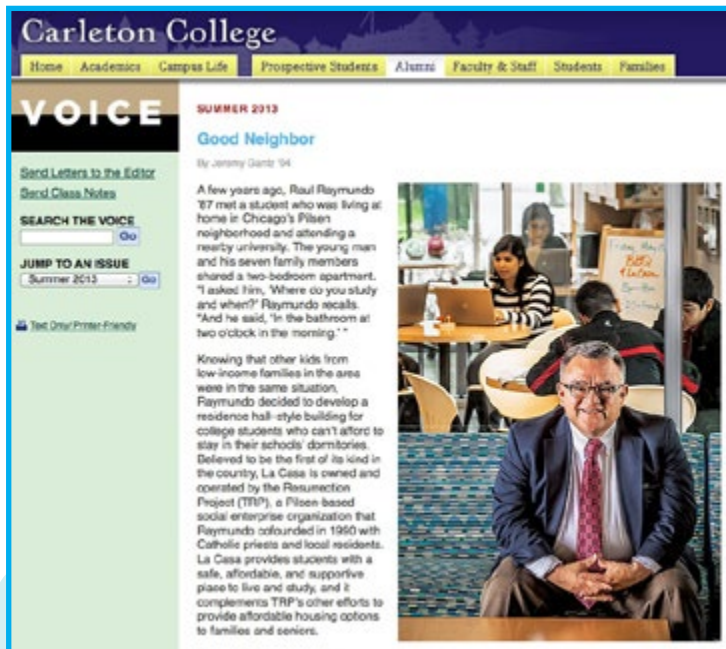 Carleton College
Home Academics Campus Life Prospective Students Alumni Faculty & Staff Students Families
VOICE
Send Letters to the Editor
Send Class Notes
SEARCH THE VOICE
Go
JUMP TO AN ISSUE
Summer 2013 Go
Text Only/Printer-Friendly
SUMMER 2013
Good Neighbor
By Jeremy Gantz '04
A few years ago, Raul Raymundo
'87 met a student who was living at
home in Chicago's Pilsen
neighborhood and attending a
nearby university. The young man
and his seven family members
shared a two-bedroom apartment.
"I asked him, 'Where do you study
and when?' Raymundo recalls.
"And he said, 'In the bathroom at
two o'clock in the morning.' "
Knowing that other kids from
low-income families in the area
were in the same situation,
Raymundo decided to develop a
residence hall-style building for
college students who can't afford to
stay in their schools' dormitories.
Believed to be the first of its kind in
the country, La Casa is owned and
operated by the Resurrection
Project (TRP), a Pilsen-based
social enterprise organization that
Raymundo cofounded in 1990 with
Catholic priests and local residents.
La Casa provides students with a
safe, affordable, and supportive
place to live and study, and it
complements TRP's other efforts to
provide affordable housing options
to families and seniors.
Friday May
BBQ